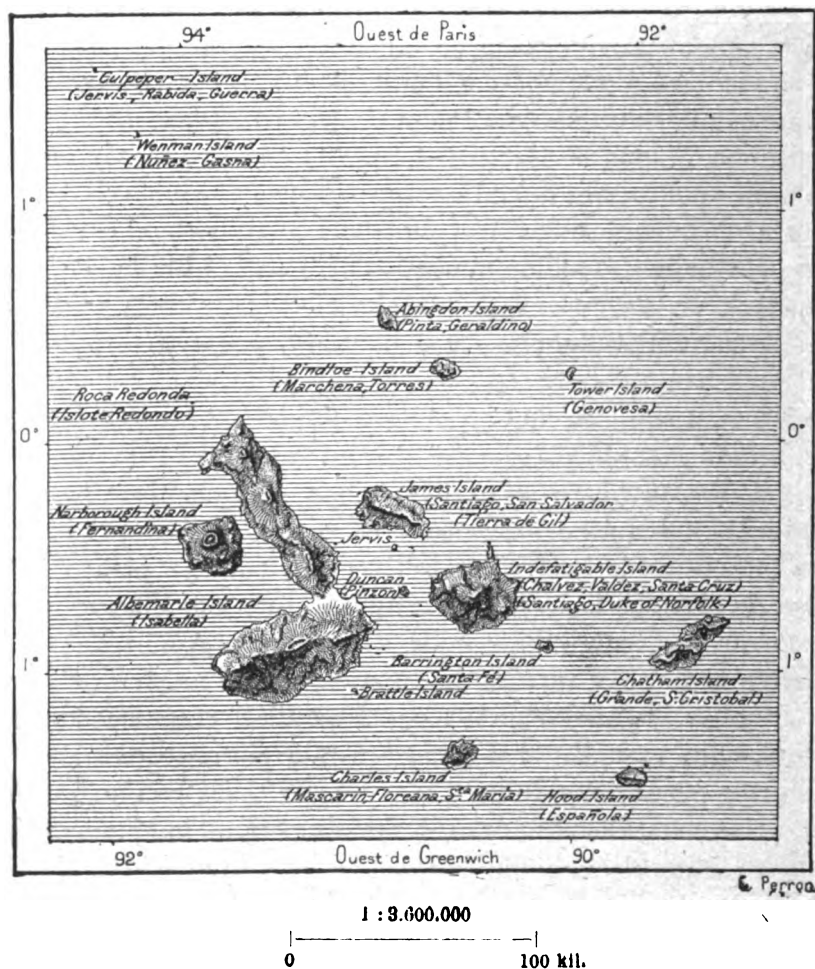 94° Ouest de Paris 92°
Culpeper Island
(Jervis, Rabida, Guerra)
Wenman Island
(Nuñez-Gasna)
1° 1°
Abingdon Island
(Pinta, Geraldino)
Bindloe Island
(Marchena, Torres)
Tower Island
(Genovesa)
Roca Redonda
(Islote Redondo)
0° 0°
James Island
(Santiago, San Salvador
(Tierra de Gil)
Narborough Island
(Fernandina)
Jervis
Indefatigable Island
(Chalvez, Valdez, Santa Cruz)
(Santiago, Duke of Norfolk)
Duncan
Pinzon
Albemarle Island
(Isabella)
Barrington Island
(Santa Fé)
1° 1°
Chatham Island
(Grande, S. Cristobal)
Brattle Island
Charles Island
(Mascarin, Floreana, Sta Maria)
Hood Island
(Española)
92° Ouest de Greenwich 90°
1 : 3.600.000
0 100 kil.